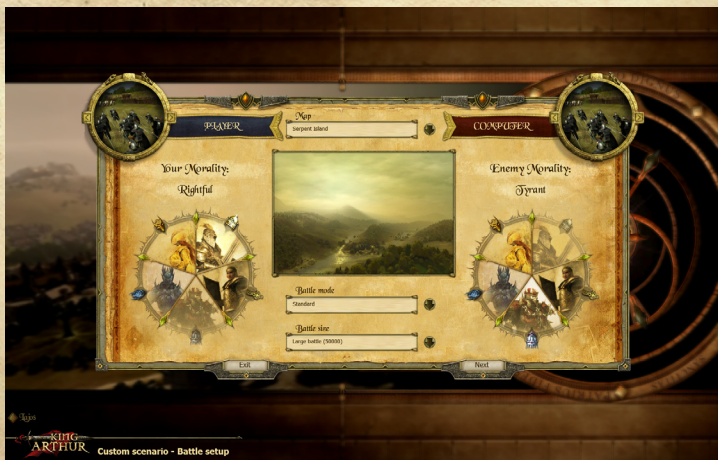 PLAYER
Map
Serpent Island
COMPUTER
Your Morality:
Rightful
Enemy Morality:
Tyrant
Battle mode
Standard
Battle size
Large battle (50000)
Exit
Next
Lajos
KING
ARTHUR
Custom scenario - Battle setup